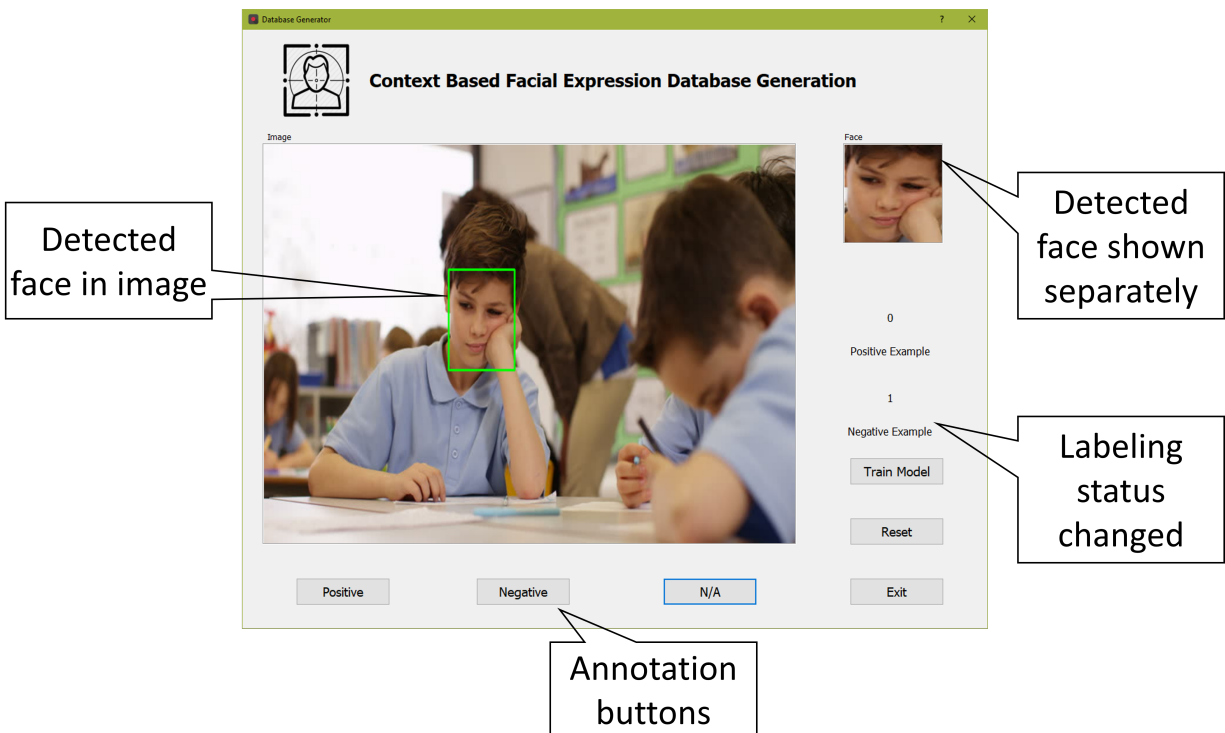 Database Generator
?
×
Context Based Facial Expression Database Generation
Image
Face
Detected
face in image
Detected
face shown
separately
0
Positive Example
1
Negative Example
Labeling
status
changed
Train Model
Reset
Positive
Negative
N/A
Exit
Annotation
buttons